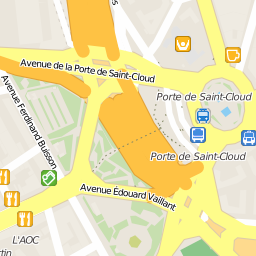 Avenue de la Porte de Saint-Cloud
Porte de Saint-Cloud
Avenue Ferdinand Buisson
Porte de Saint-Cloud
Avenue Édouard Vaillant
L'AOC